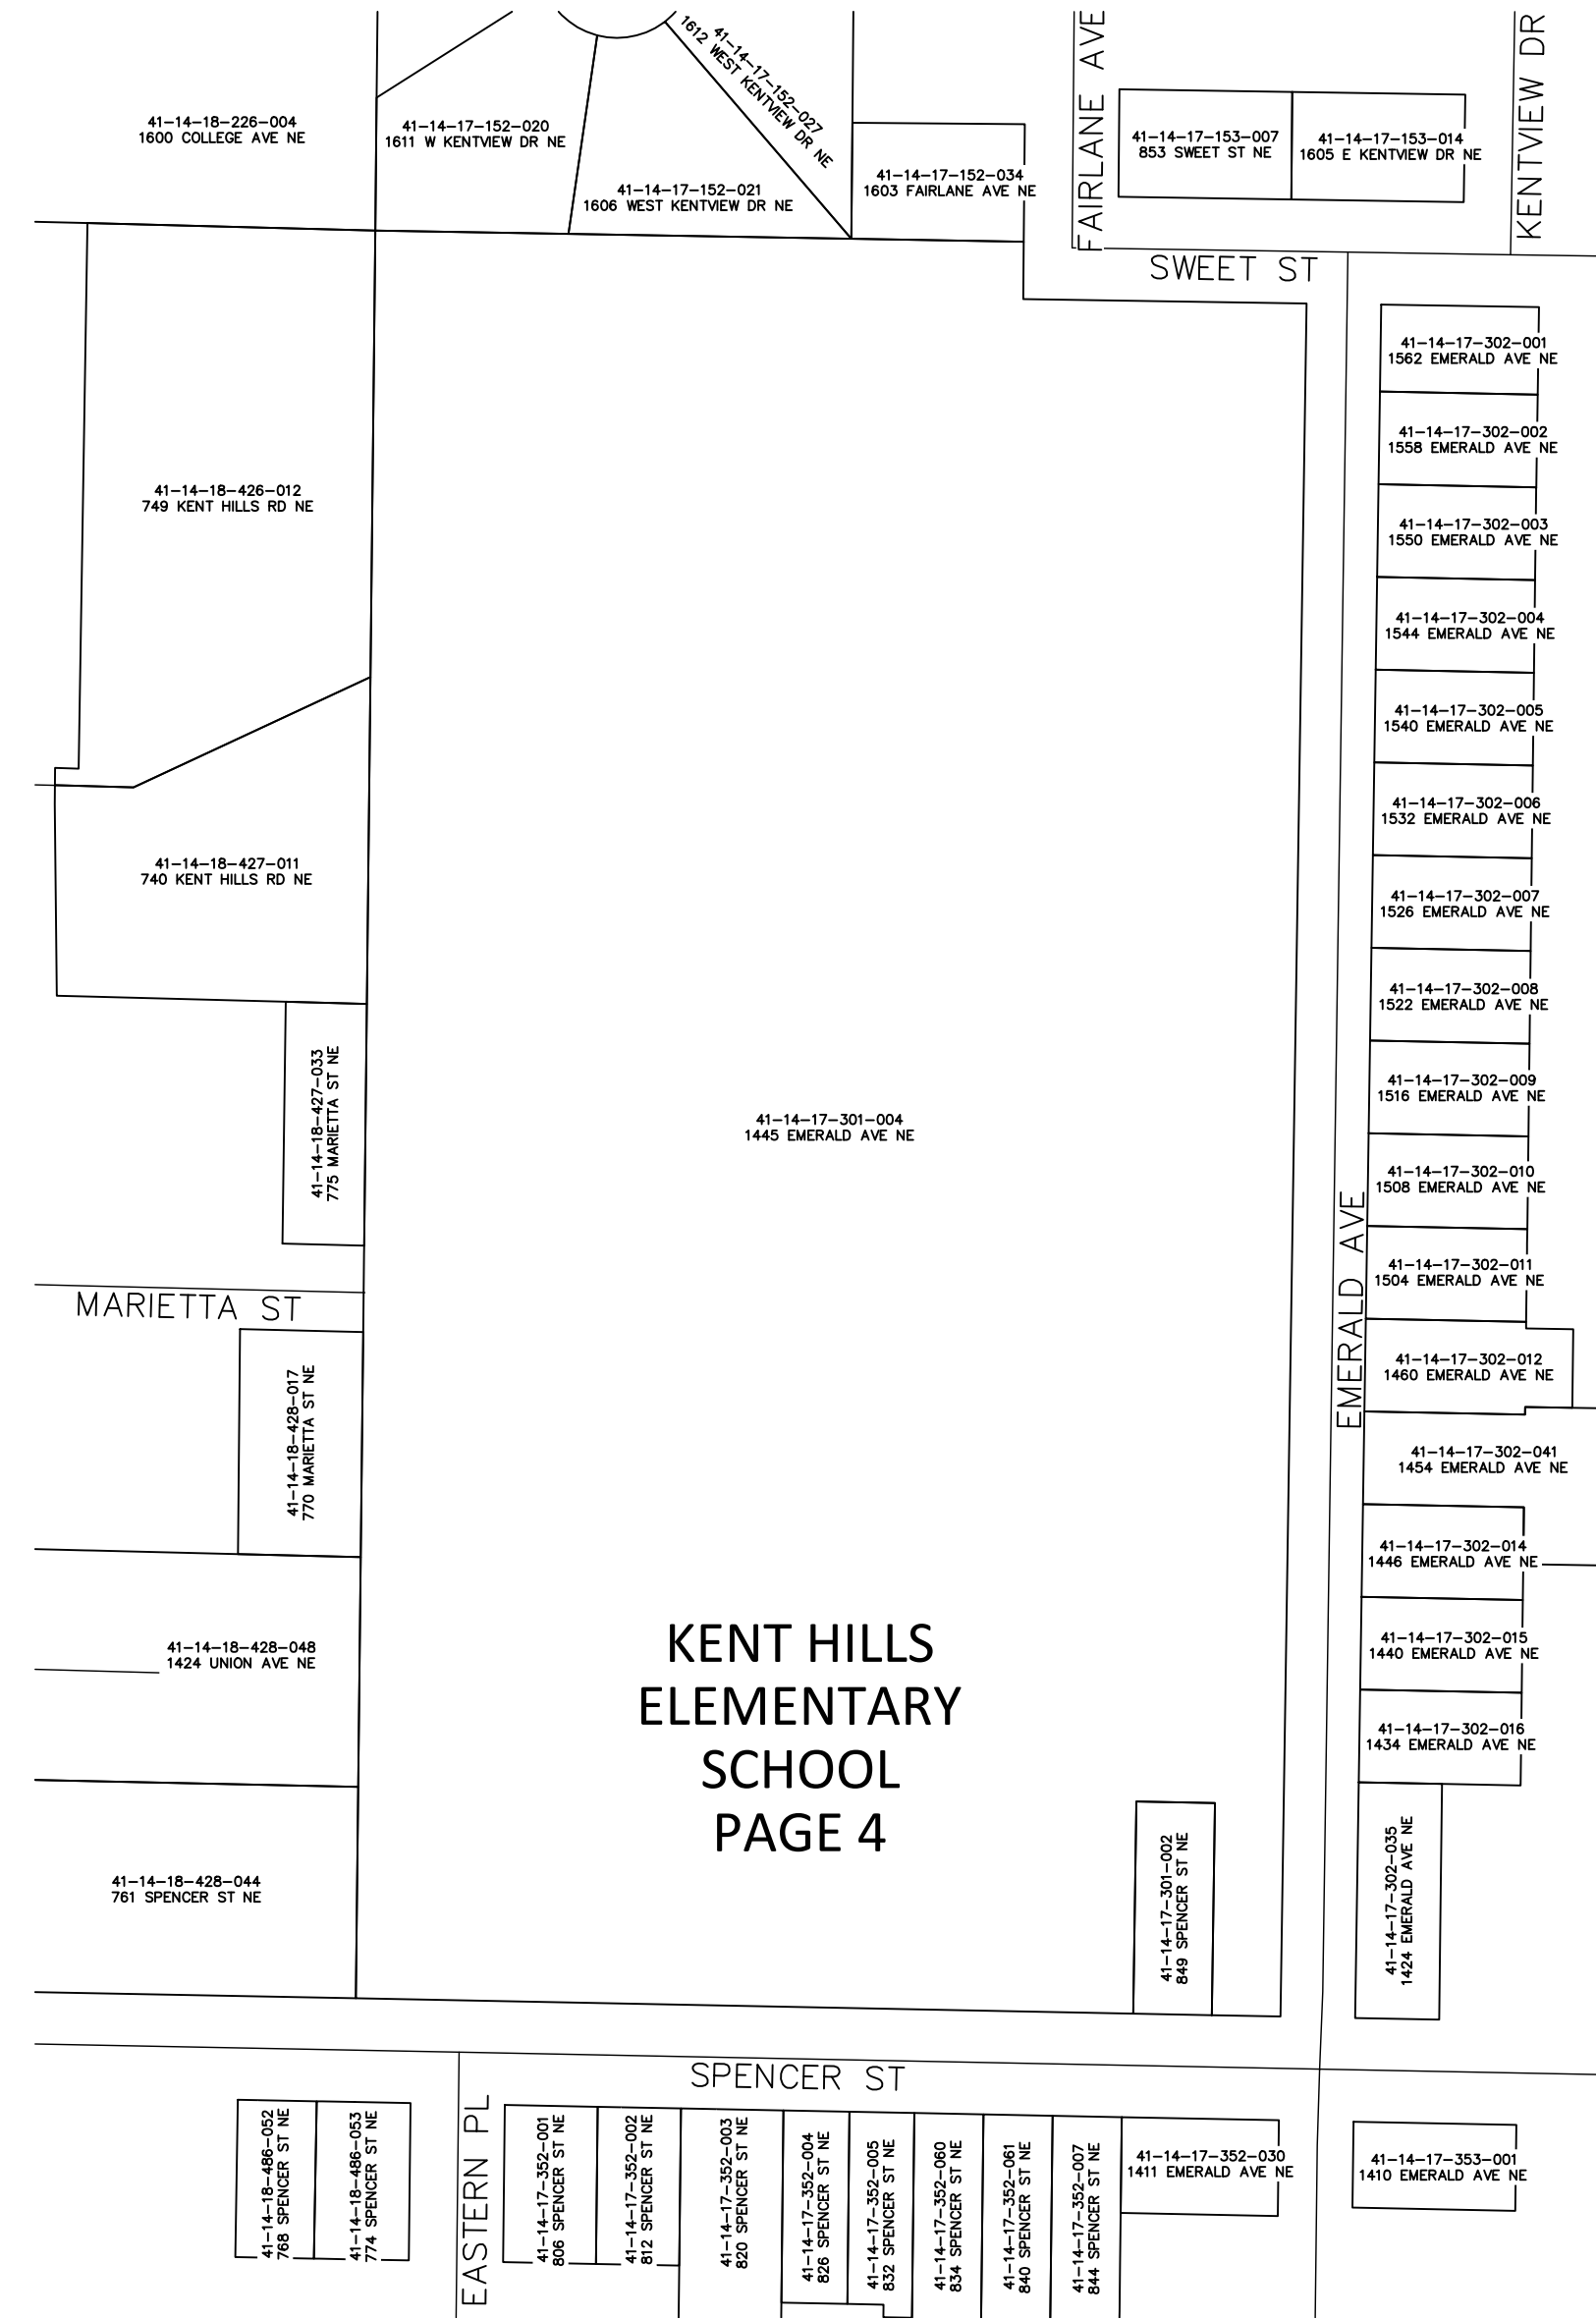 41-14-18-226-004
1600 COLLEGE AVE NE
41-14-17-152-020
1611 W KENTVIEW DR NE
41-14-17-152-021
1606 WEST KENTVIEW DR NE
41-14-17-152-027
1612 WEST KENTVIEW DR NE
41-14-17-152-034
1603 FAIRLANE AVE NE
FAIRLANE AVE
41-14-17-153-007
853 SWEET ST NE
41-14-17-153-014
1605 E KENTVIEW DR NE
KENTVIEW DR
SWEET ST
41-14-17-302-001
1562 EMERALD AVE NE
41-14-17-302-002
1558 EMERALD AVE NE
41-14-17-302-003
1550 EMERALD AVE NE
41-14-17-302-004
1544 EMERALD AVE NE
41-14-17-302-005
1540 EMERALD AVE NE
41-14-17-302-006
1532 EMERALD AVE NE
41-14-17-302-007
1526 EMERALD AVE NE
41-14-17-302-008
1522 EMERALD AVE NE
41-14-17-302-009
1516 EMERALD AVE NE
41-14-17-302-010
1508 EMERALD AVE NE
41-14-17-302-011
1504 EMERALD AVE NE
41-14-17-302-012
1460 EMERALD AVE NE
41-14-17-302-041
1454 EMERALD AVE NE
41-14-17-302-014
1446 EMERALD AVE NE
41-14-17-302-015
1440 EMERALD AVE NE
41-14-17-302-016
1434 EMERALD AVE NE
41-14-17-302-035
1424 EMERALD AVE NE
EMERALD AVE
41-14-18-426-012
749 KENT HILLS RD NE
41-14-18-427-011
740 KENT HILLS RD NE
41-14-18-427-033
775 MARIETTA ST NE
MARIETTA ST
41-14-18-428-017
770 MARIETTA ST NE
41-14-18-428-048
1424 UNION AVE NE
41-14-18-428-044
761 SPENCER ST NE
41-14-17-301-004
1445 EMERALD AVE NE
KENT HILLS
ELEMENTARY
SCHOOL
PAGE 4
41-14-17-301-002
849 SPENCER ST NE
SPENCER ST
41-14-18-486-052
768 SPENCER ST NE
41-14-18-486-053
774 SPENCER ST NE
EASTERN PL
41-14-17-352-001
806 SPENCER ST NE
41-14-17-352-002
812 SPENCER ST NE
41-14-17-352-003
820 SPENCER ST NE
41-14-17-352-004
826 SPENCER ST NE
41-14-17-352-005
832 SPENCER ST NE
41-14-17-352-060
834 SPENCER ST NE
41-14-17-352-061
840 SPENCER ST NE
41-14-17-352-007
844 SPENCER ST NE
41-14-17-352-030
1411 EMERALD AVE NE
41-14-17-353-001
1410 EMERALD AVE NE